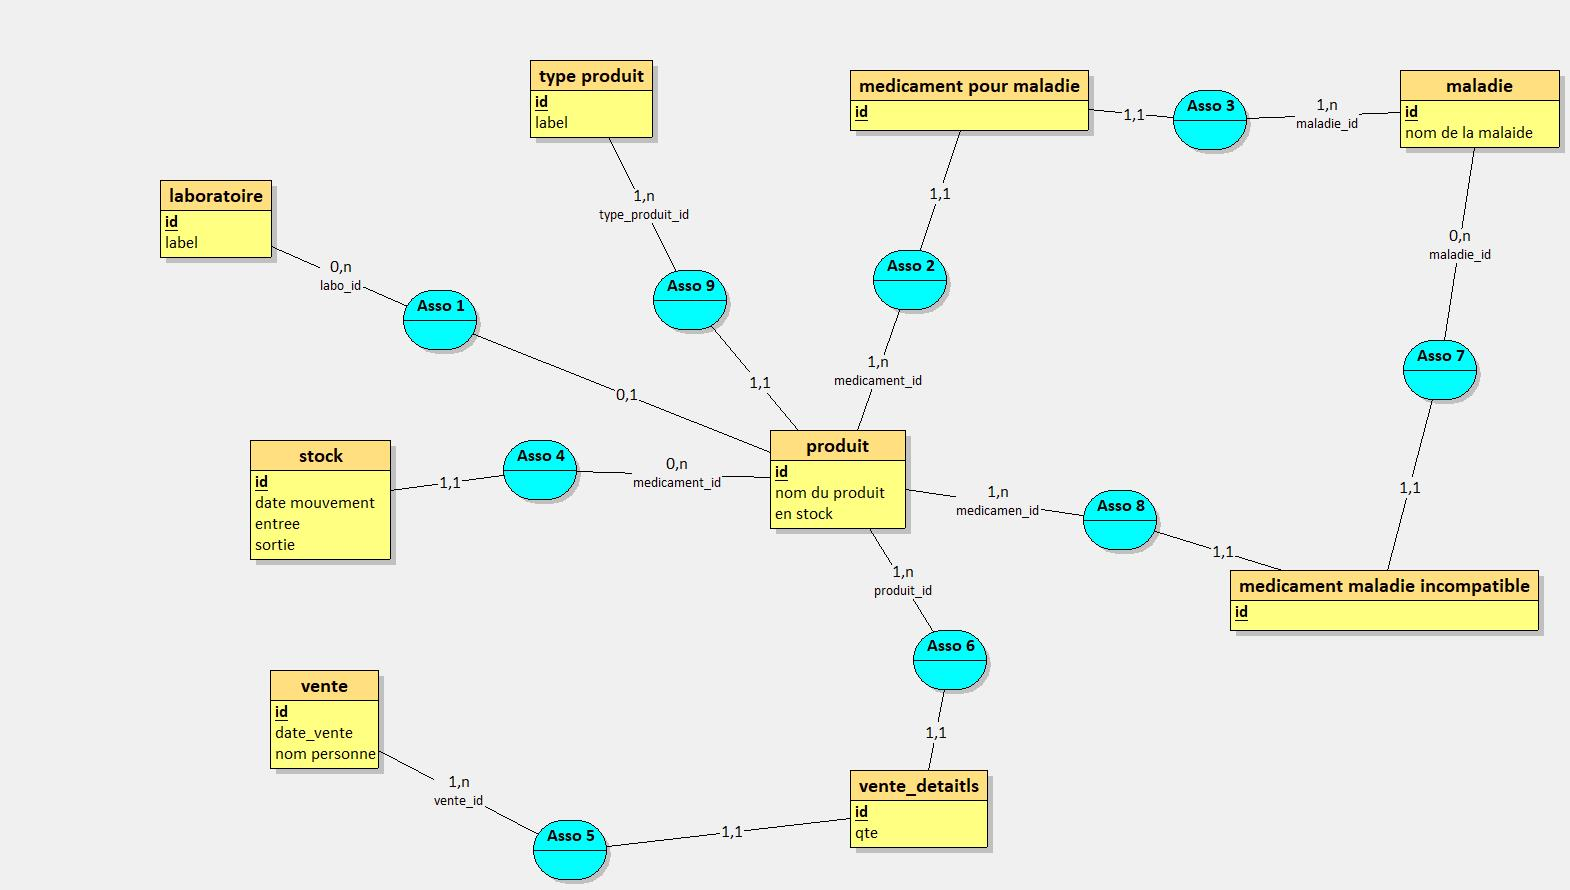 type produit
id
label
medicament pour maladie
id
1,1
Asso 3
1,n
maladie_id
maladie
id
nom de la malaide
laboratoire
id
label
1,n
type_produit_id
1,1
0,n
maladie_id
0,n
labo_id
Asso 1
Asso 9
Asso 2
Asso 7
0,1
1,1
1,n
medicament_id
stock
id
date mouvement
entree
sortie
1,1
Asso 4
0,n
medicament_id
produit
id
nom du produit
en stock
1,n
medicamen_id
Asso 8
1,1
1,1
medicament maladie incompatible
id
1,n
produit_id
Asso 6
1,1
vente
id
date_vente
nom personne
1,n
vente_id
Asso 5
1,1
vente_detaitls
id
qte